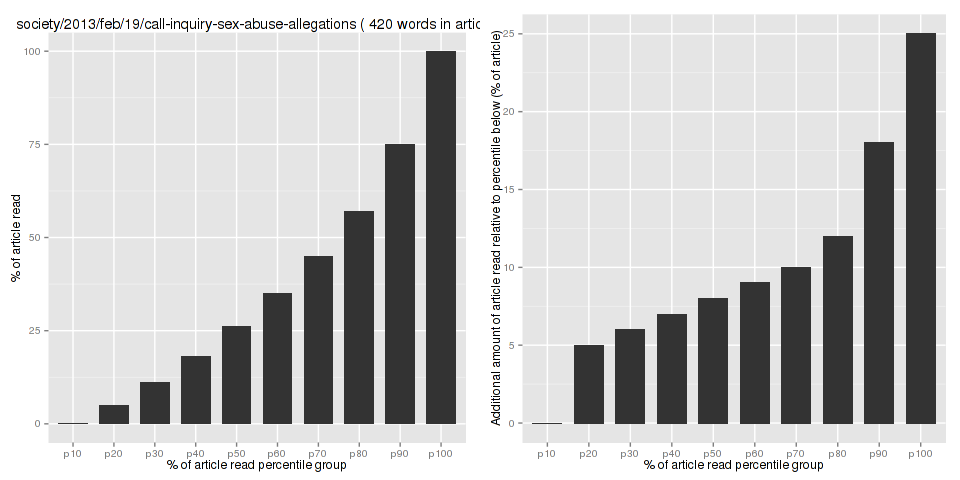 society/2013/feb/19/call-inquiry-sex-abuse-allegations ( 420 words in artic
100
75
50
25
0
% of article read
p10 p20 p30 p40 p50 p60 p70 p80 p90 p100
% of article read percentile group
25
20
15
10
5
0
Additional amount of article read relative to percentile below (% of article)
p10 p20 p30 p40 p50 p60 p70 p80 p90 p100
% of article read percentile group